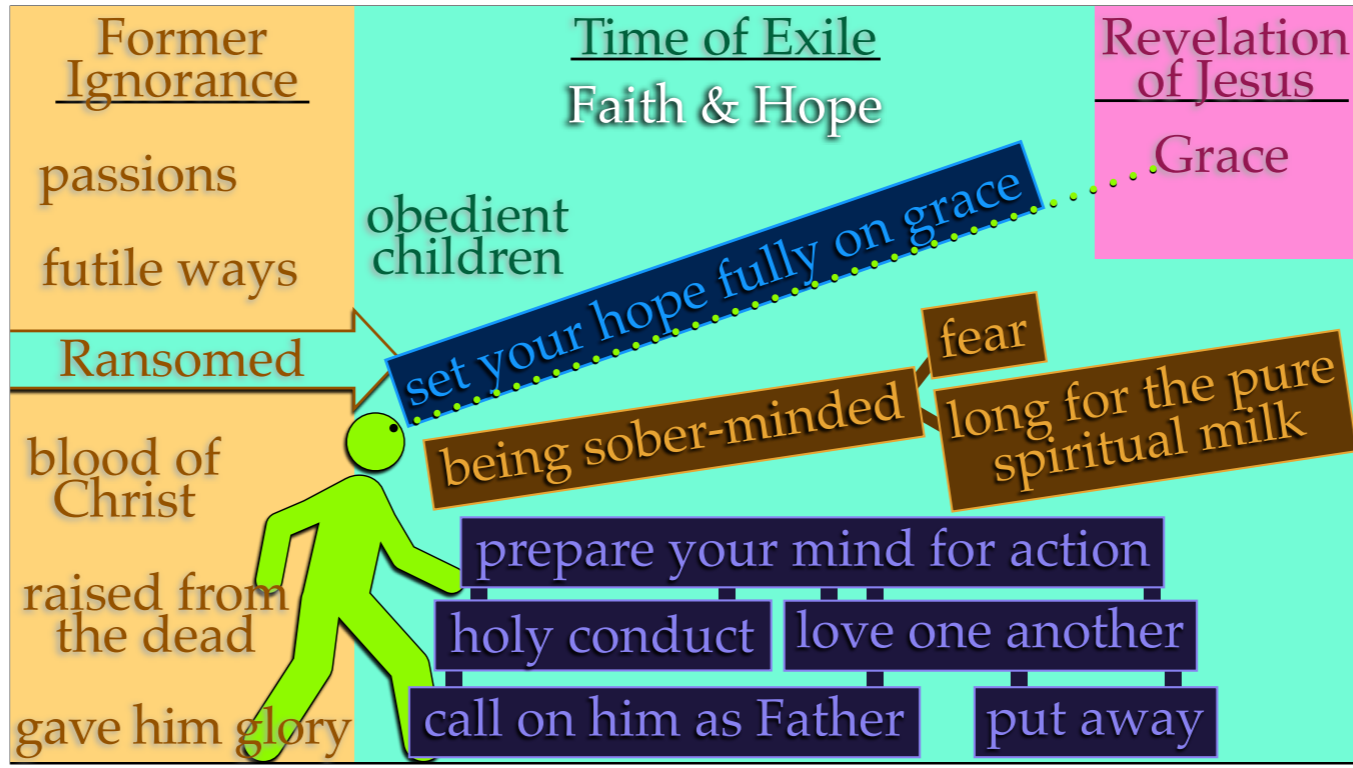 Former
Ignorance
passions
futile ways
Ransomed
blood of
Christ
raised from
the dead
gave him glory
Time of Exile
Faith & Hope
obedient
children
set your hope fully on grace
being sober-minded
fear
long for the pure
spiritual milk
prepare your mind for action
holy conduct
love one another
call on him as Father
put away
Revelation
of Jesus
Grace